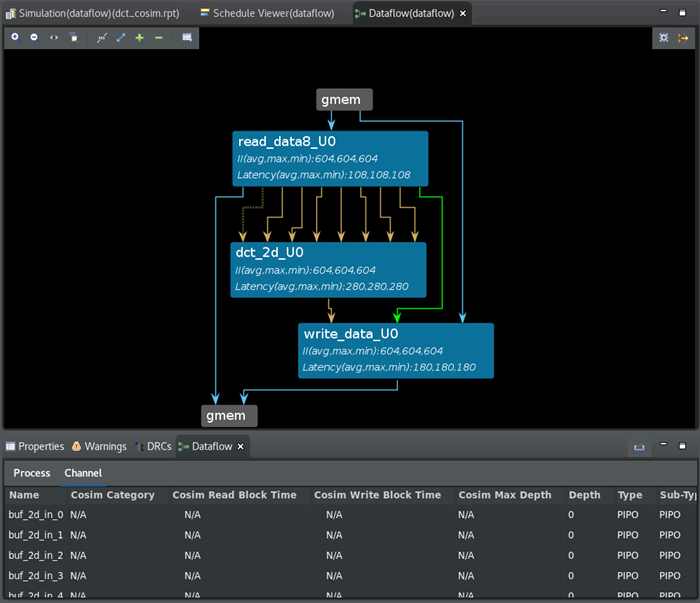 Simulation(dataflow)(dct_cosim.rpt) Schedule Viewer(dataflow) Dataflow(dataflow)
gmem
read_data8_U0
II(avg,max,min):604,604,604
Latency(avg,max,min):108,108,108
dct_2d_U0
II(avg,max,min):604,604,604
Latency(avg,max,min):280,280,280
write_data_U0
II(avg,max,min):604,604,604
Latency(avg,max,min):180,180,180
gmem
Properties Warnings DRCs Dataflow
Process Channel
Name Cosim Category Cosim Read Block Time Cosim Write Block Time Cosim Max Depth Depth Type Sub-Typ
buf_2d_in_0 N/A N/A N/A N/A 0 PIPO PIPO
buf_2d_in_1 N/A N/A N/A N/A 0 PIPO PIPO
buf_2d_in_2 N/A N/A N/A N/A 0 PIPO PIPO
buf_2d_in_3 N/A N/A N/A N/A 0 PIPO PIPO
buf_2d_in_4 N/A N/A N/A N/A 0 PIPO PIPO